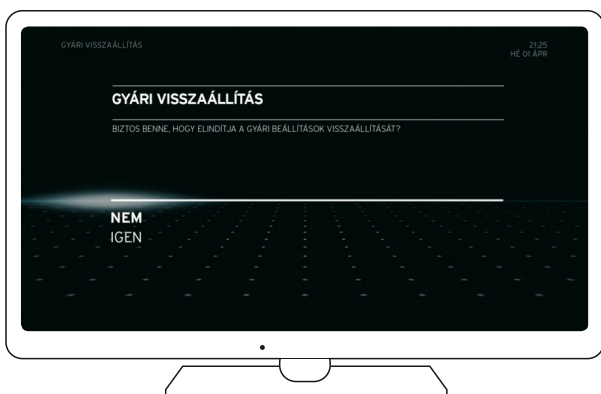 GYÁRI VISSZAÁLLÍTÁS
21:25
HÉ 01 ÁPR
GYÁRI VISSZAÁLLÍTÁS
BIZTOS BENNE, HOGY ELINDÍTJA A GYÁRI BEÁLLÍTÁSOK VISSZAÁLLÍTÁSÁT?
NEM
IGEN